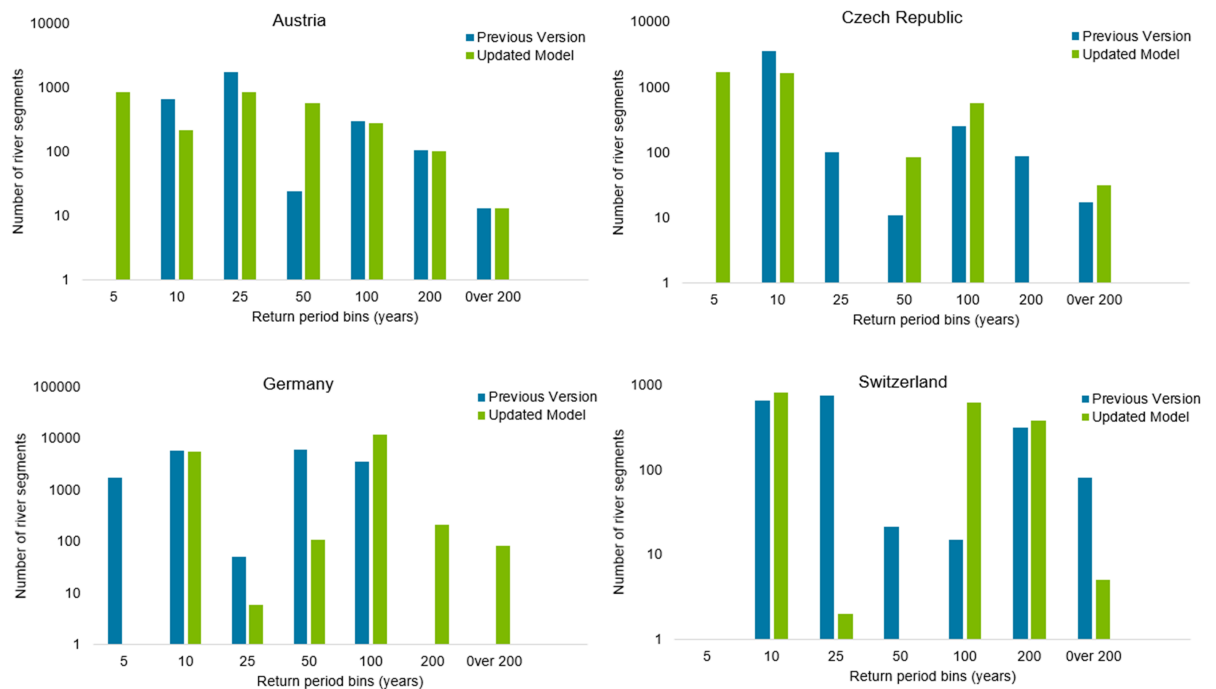 Austria
10000
1000
100
10
1
Number of river segments
Previous Version
Updated Model
5 10 25 50 100 200 0ver 200
Return period bins (years)
Czech Republic
10000
1000
100
10
1
Number of river segments
Previous Version
Updated Model
5 10 25 50 100 200 0ver 200
Return period bins (years)
Germany
100000
10000
1000
100
10
1
Number of river segments
Previous Version
Updated Model
5 10 25 50 100 200 0ver 200
Return period bins (years)
Switzerland
1000
100
10
1
Number of river segments
Previous Version
Updated Model
5 10 25 50 100 200 0ver 200
Return period bins (years)